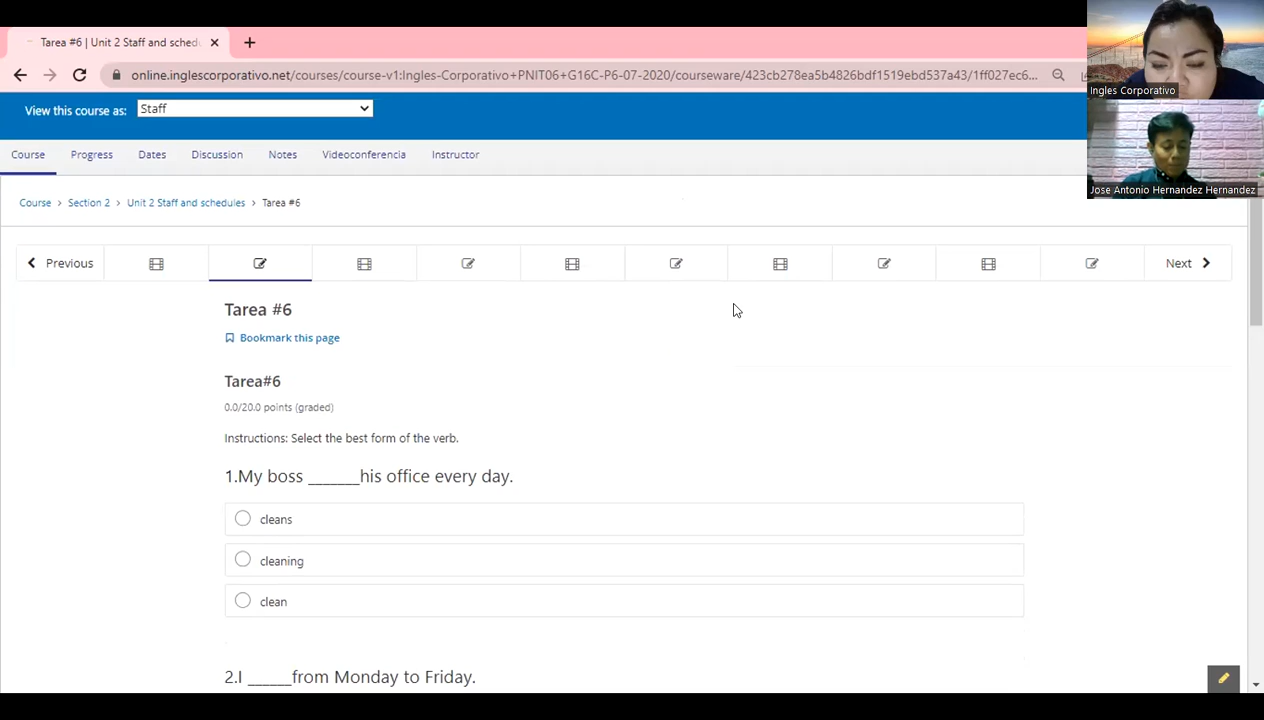 Tarea #6 | Unit 2 Staff and sched
online.inglescorporativo.net/courses/course-v1:Ingles-Corporativo+PNIT06+G16C-P6-07-2020/courseware/423cb278ea5b4826bdf1519ebd537a43/1ff027ec6...
Ingles Corporativo
View this course as: Staff
Course Progress Dates Discussion Notes Videoconferencia Instructor
Jose Antonio Hernandez Hernandez
Course > Section 2 > Unit 2 Staff and schedules > Tarea #6
Previous Next
Tarea #6
Bookmark this page
Tarea#6
0.0/20.0 points (graded)
Instructions: Select the best form of the verb.
1.My boss _______his office every day.
cleans
cleaning
clean
2.I ______from Monday to Friday.